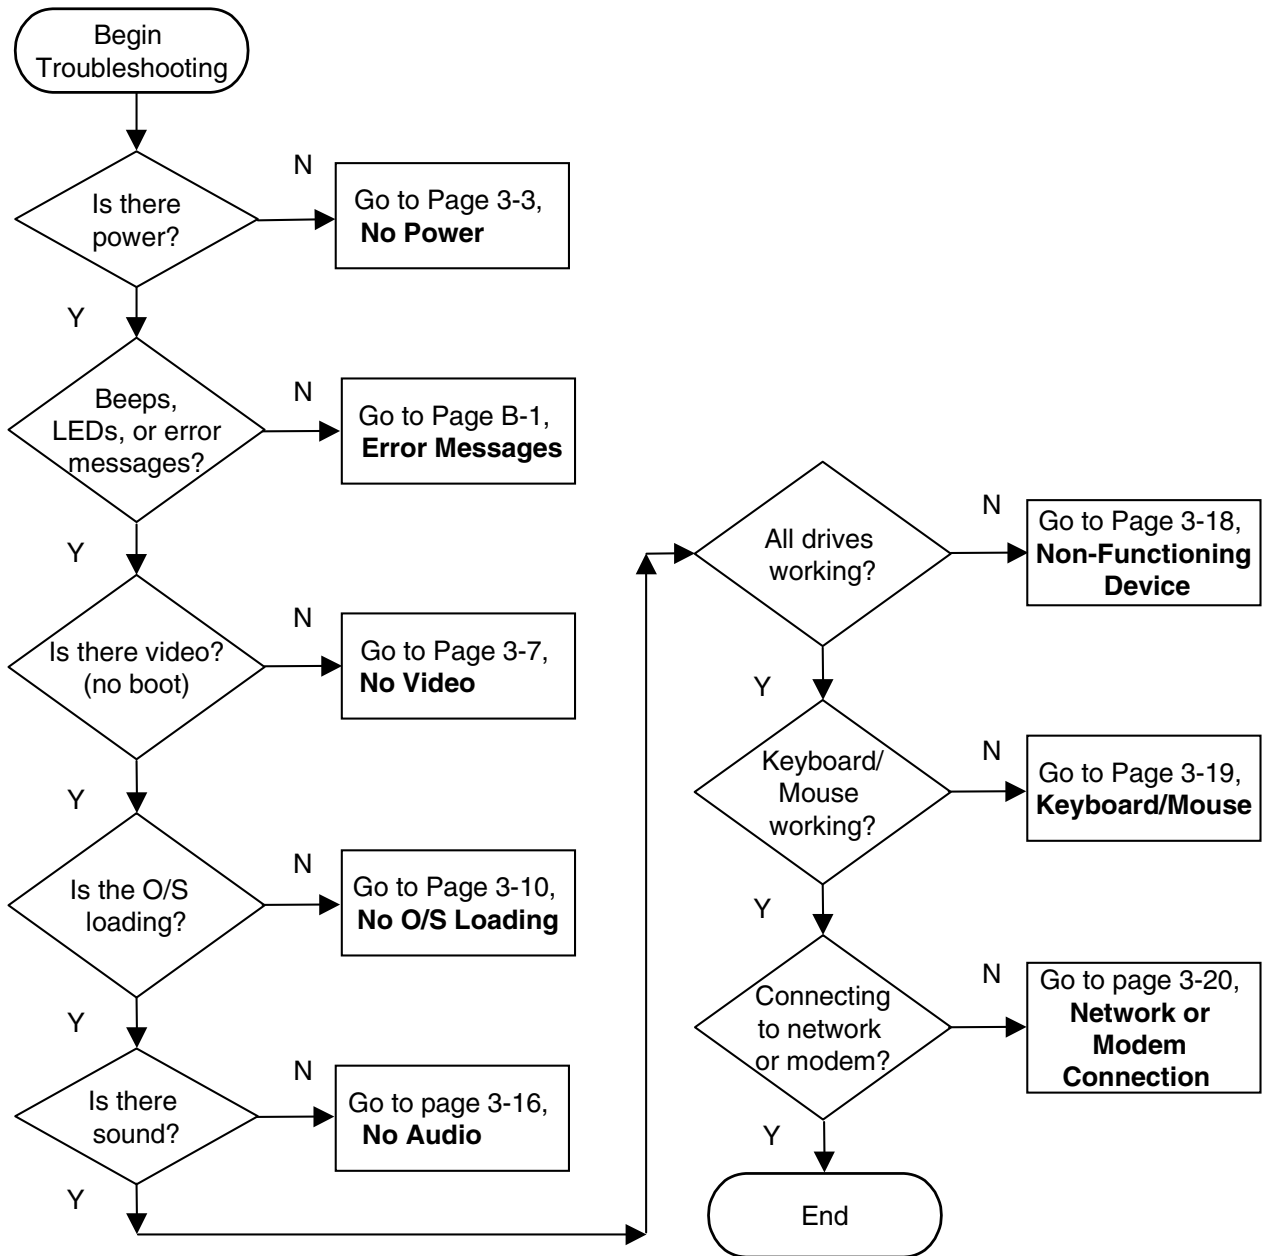 Begin
Troubleshooting
Is there
power?
N
Go to Page 3-3,
No Power
Y
Beeps,
LEDs, or error
messages?
N
Go to Page B-1,
Error Messages
Y
Is there video?
(no boot)
N
Go to Page 3-7,
No Video
Y
Is the O/S
loading?
N
Go to Page 3-10,
No O/S Loading
Y
Is there
sound?
N
Go to page 3-16,
No Audio
Y
All drives
working?
N
Go to Page 3-18,
Non-Functioning
Device
Y
Keyboard/
Mouse
working?
N
Go to Page 3-19,
Keyboard/Mouse
Y
Connecting
to network
or modem?
N
Go to page 3-20,
Network or
Modem
Connection
Y
End